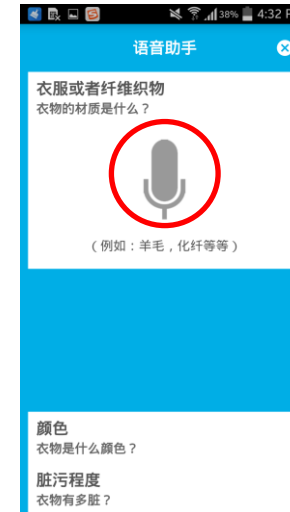 38% 4:32 P
语音助手
衣服或者纤维织物
衣物的材质是什么？
（例如：羊毛，化纤等等）
颜色
衣物是什么颜色？
脏污程度
衣物有多脏？